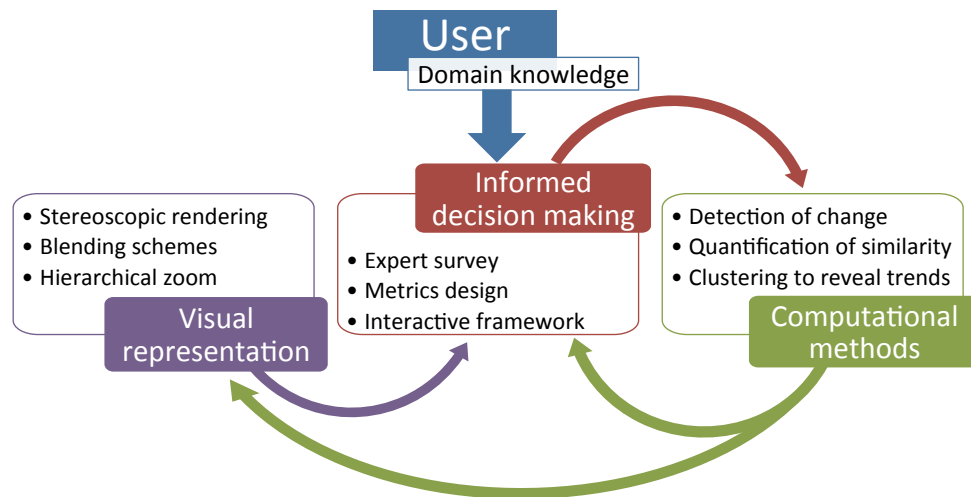 User
Domain knowledge
Informed
decision making
• Stereoscopic rendering
• Blending schemes
• Hierarchical zoom
Visual
representation
• Expert survey
• Metrics design
• Interactive framework
• Detection of change
• Quantification of similarity
• Clustering to reveal trends
Computational
methods